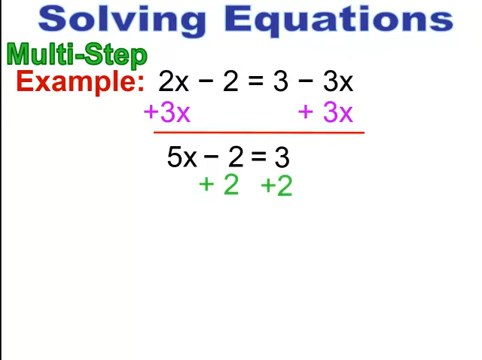 Solving Equations
Multi-Step
Example: 2x − 2 = 3 − 3x
+3x + 3x
5x − 2 = 3
+ 2 +2